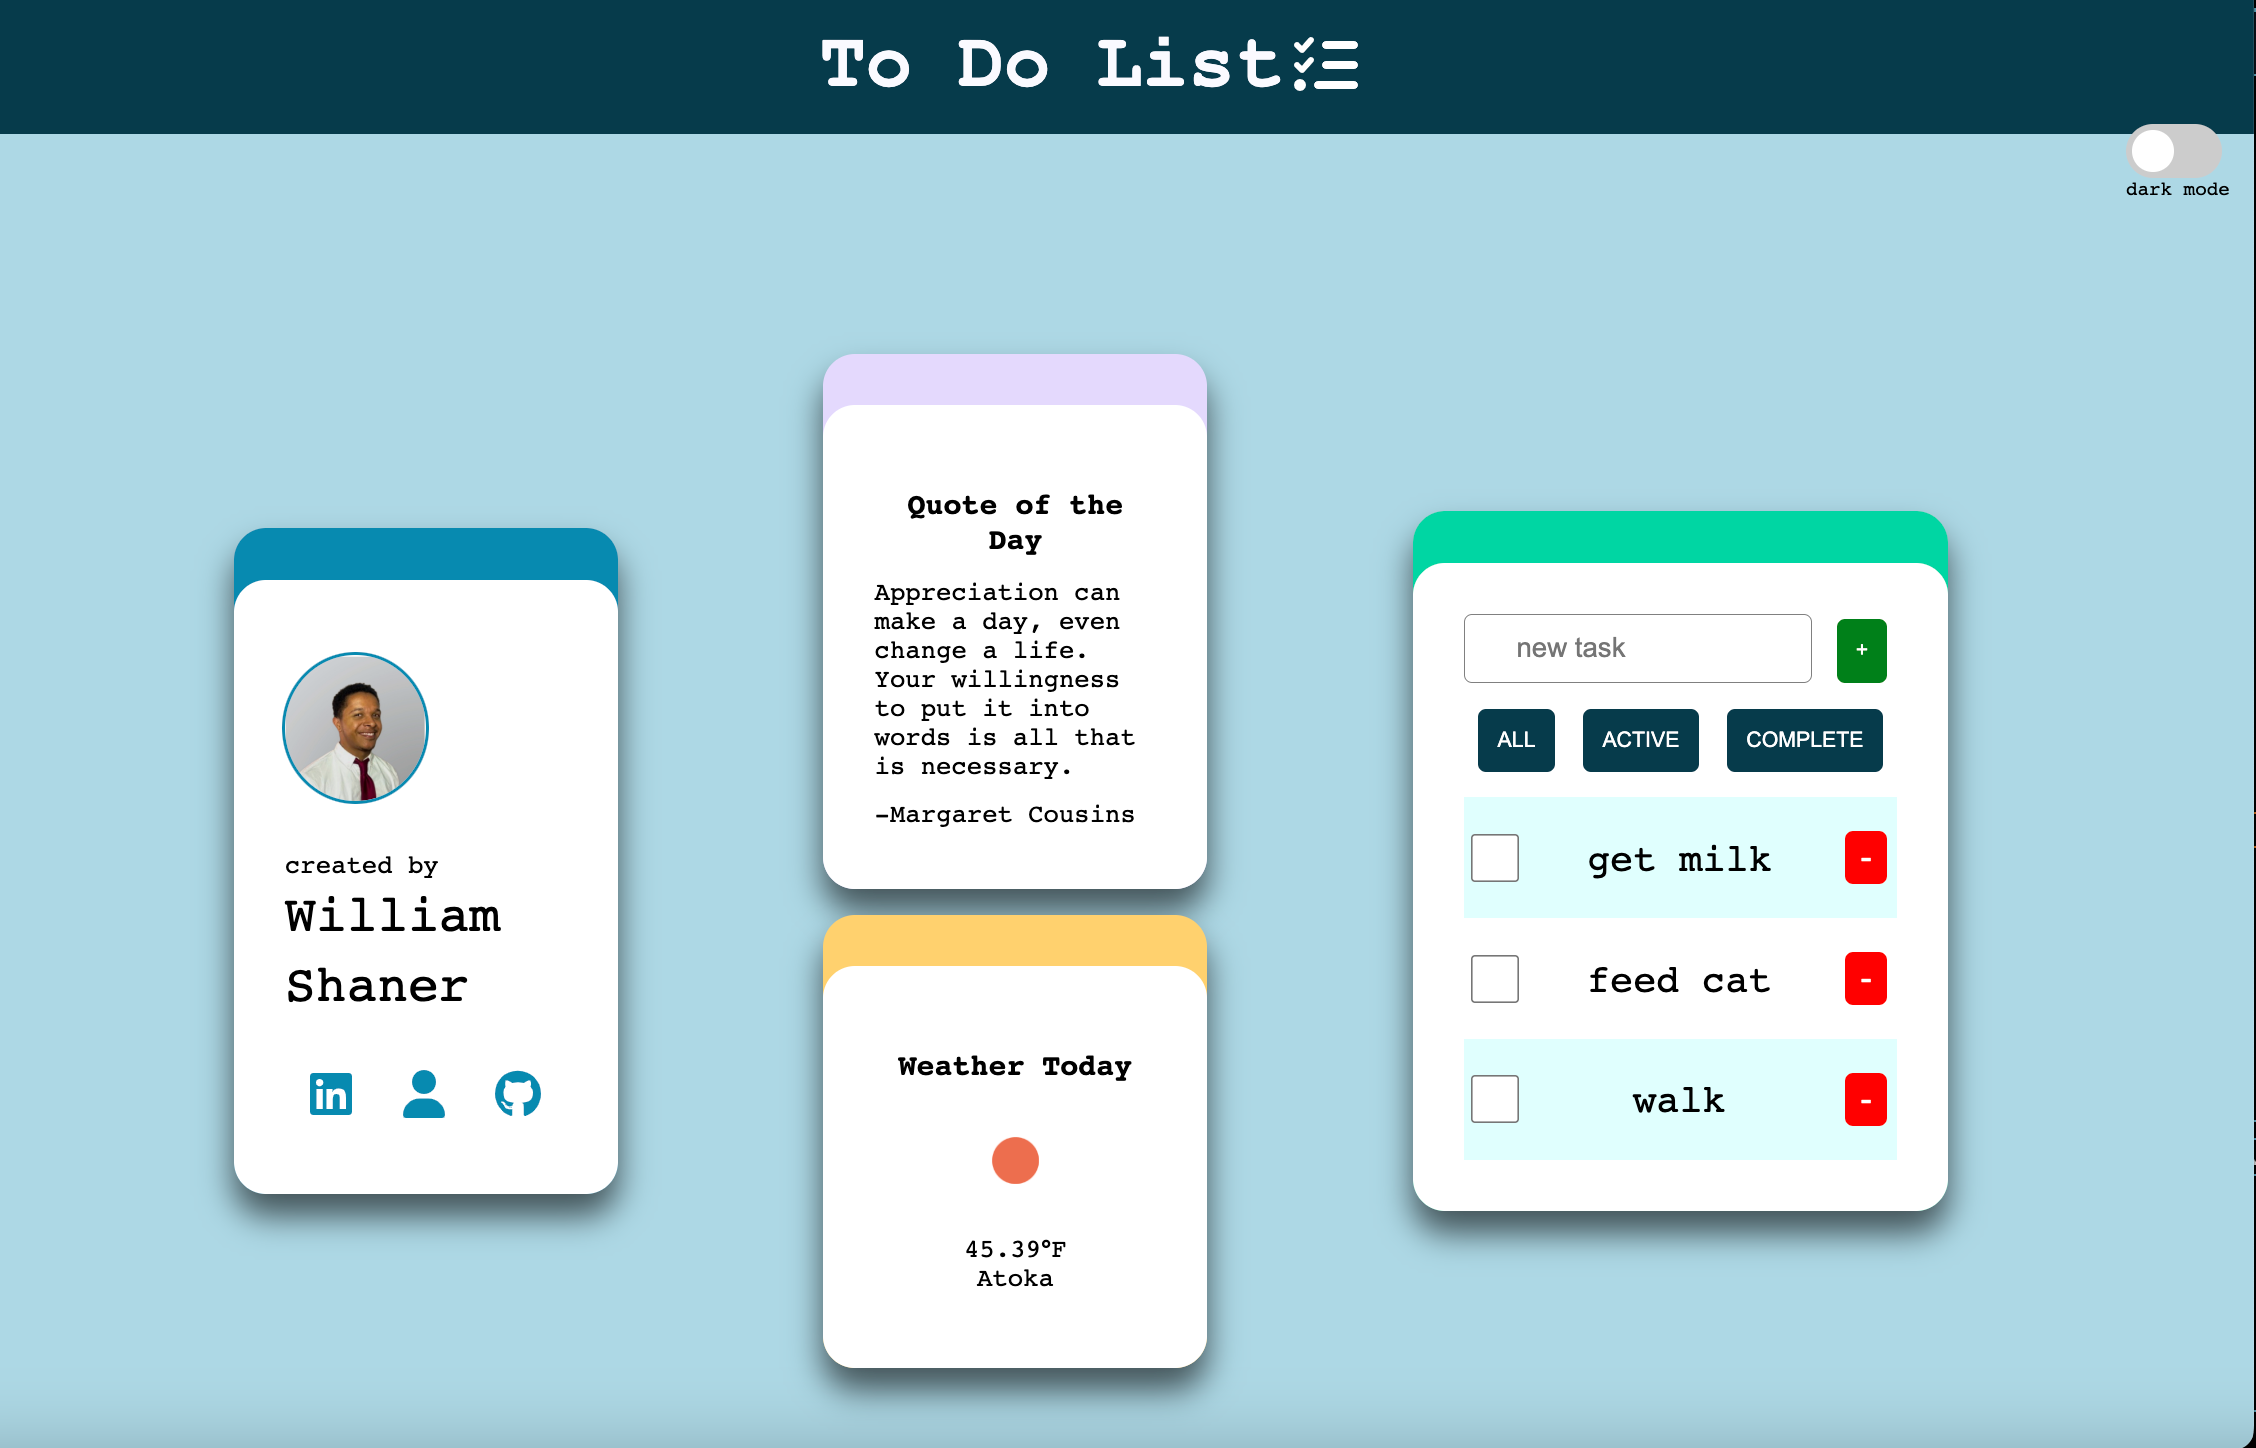 To Do List
dark mode
created by
William
Shaner
Quote of the
Day
Appreciation can
make a day, even
change a life.
Your willingness
to put it into
words is all that
is necessary.
-Margaret Cousins
Weather Today
45.39°F
Atoka
new task
+
ALL ACTIVE COMPLETE
get milk -
feed cat -
walk -